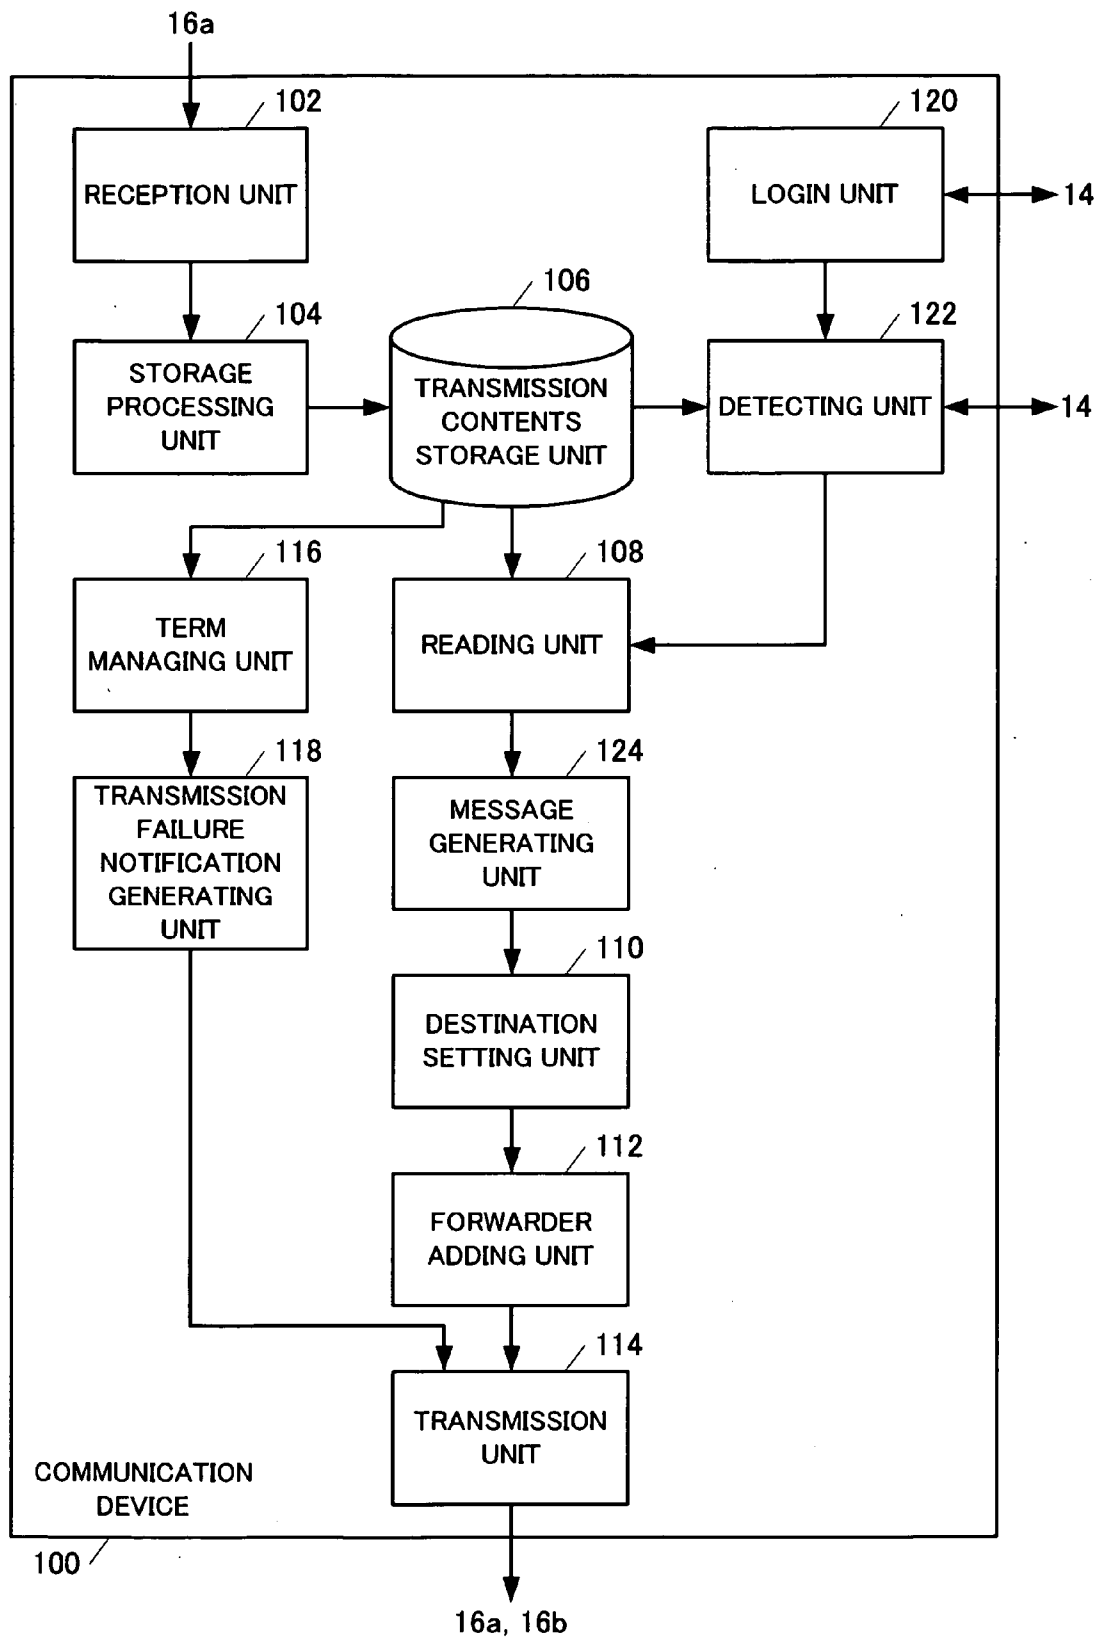 16a
102
RECEPTION UNIT
120
LOGIN UNIT
14
104
STORAGE
PROCESSING
UNIT
106
TRANSMISSION
CONTENTS
STORAGE UNIT
122
DETECTING UNIT
14
116
TERM
MANAGING UNIT
108
READING UNIT
118
TRANSMISSION
FAILURE
NOTIFICATION
GENERATING
UNIT
124
MESSAGE
GENERATING
UNIT
110
DESTINATION
SETTING UNIT
112
FORWARDER
ADDING UNIT
114
TRANSMISSION
UNIT
COMMUNICATION
DEVICE
100
16a, 16b